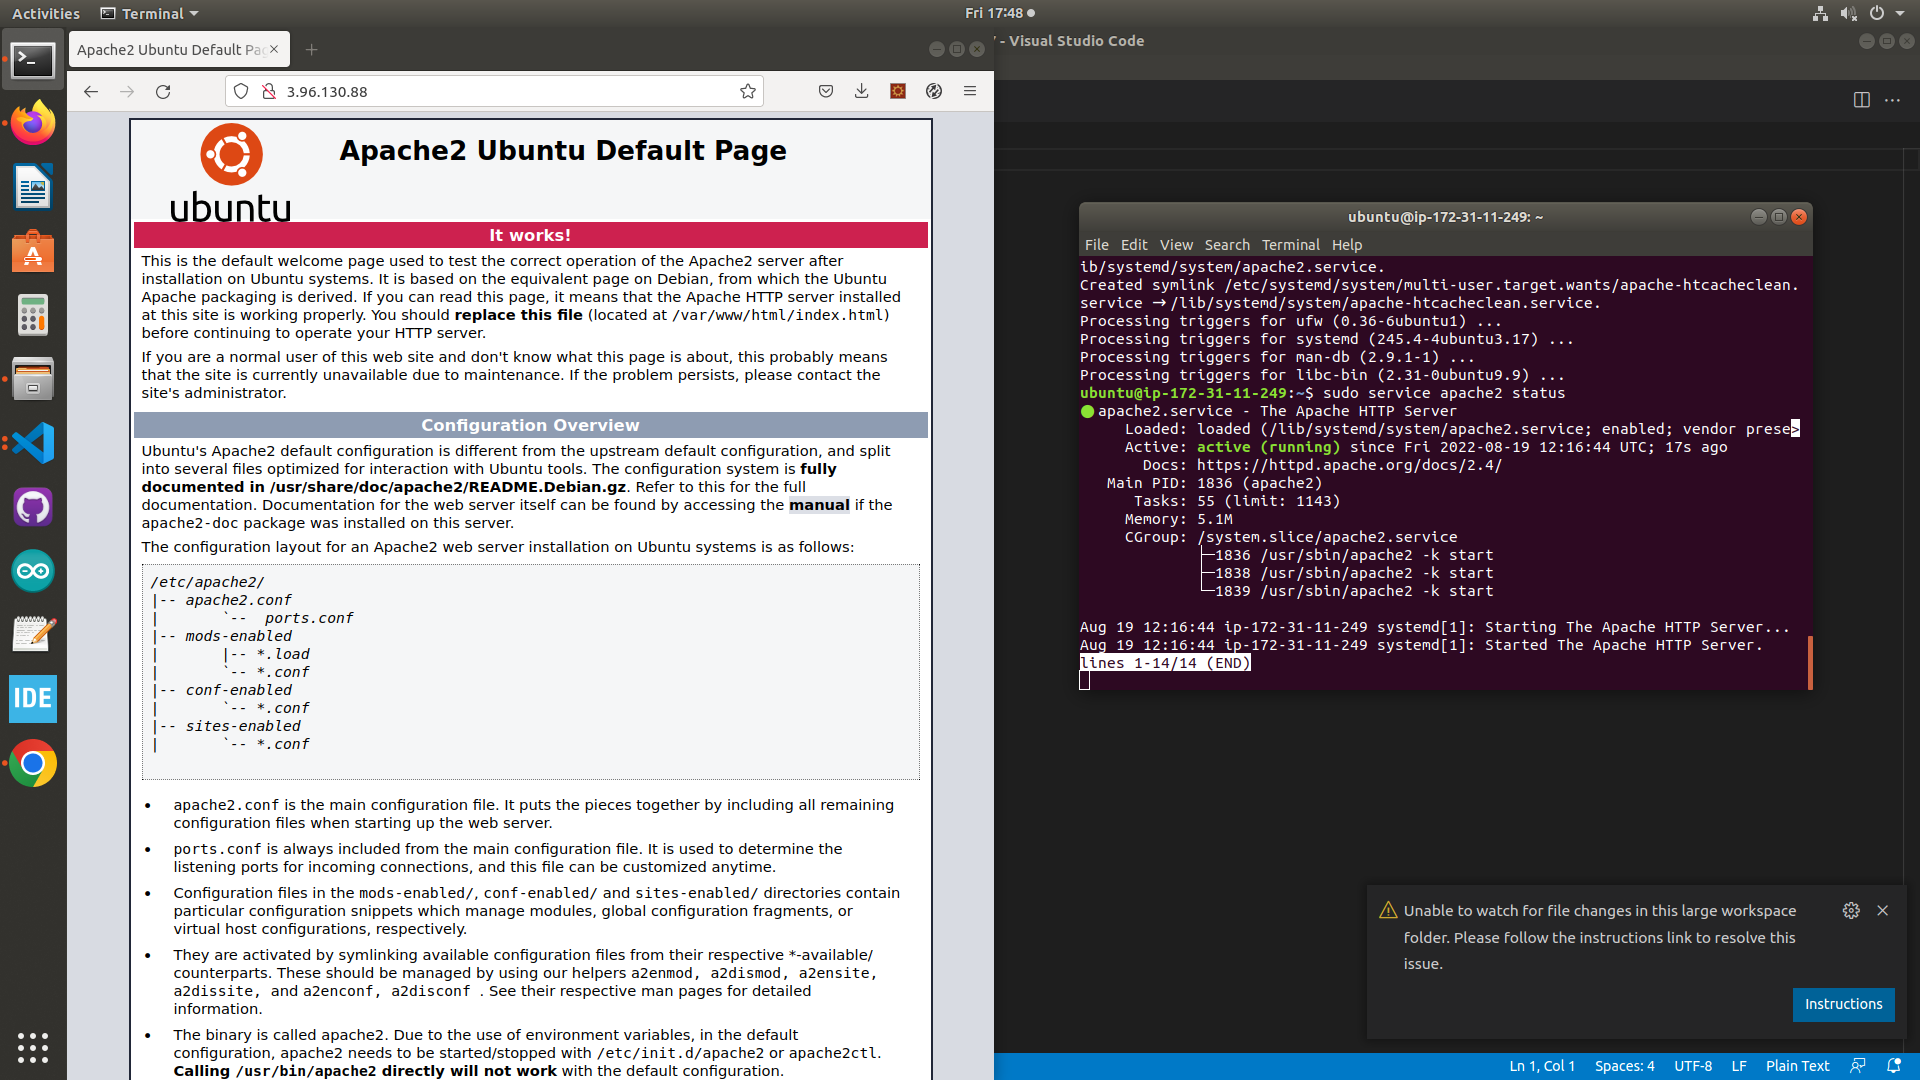 Activities
Terminal
Fri 17:48
Apache2 Ubuntu Default Pa
3.96.130.88
ubuntu
Apache2 Ubuntu Default Page
It works!
This is the default welcome page used to test the correct operation of the Apache2 server after
installation on Ubuntu systems. It is based on the equivalent page on Debian, from which the Ubuntu
Apache packaging is derived. If you can read this page, it means that the Apache HTTP server installed
at this site is working properly. You should replace this file (located at /var/www/html/index.html)
before continuing to operate your HTTP server.
If you are a normal user of this web site and don't know what this page is about, this probably means
that the site is currently unavailable due to maintenance. If the problem persists, please contact the
site's administrator.
Configuration Overview
Ubuntu's Apache2 default configuration is different from the upstream default configuration, and split
into several files optimized for interaction with Ubuntu tools. The configuration system is fully
documented in /usr/share/doc/apache2/README.Debian.gz. Refer to this for the full
documentation. Documentation for the web server itself can be found by accessing the manual if the
apache2-doc package was installed on this server.
The configuration layout for an Apache2 web server installation on Ubuntu systems is as follows:
/etc/apache2/
|-- apache2.conf
|       `--  ports.conf
|-- mods-enabled
|       |-- *.load
|       `-- *.conf
|-- conf-enabled
|       `-- *.conf
|-- sites-enabled
|       `-- *.conf
• apache2.conf is the main configuration file. It puts the pieces together by including all remaining
configuration files when starting up the web server.
• ports.conf is always included from the main configuration file. It is used to determine the
listening ports for incoming connections, and this file can be customized anytime.
• Configuration files in the mods-enabled/, conf-enabled/ and sites-enabled/ directories contain
particular configuration snippets which manage modules, global configuration fragments, or
virtual host configurations, respectively.
• They are activated by symlinking available configuration files from their respective *-available/
counterparts. These should be managed by using our helpers a2enmod, a2dismod, a2ensite,
a2dissite, and a2enconf, a2disconf . See their respective man pages for detailed
information.
• The binary is called apache2. Due to the use of environment variables, in the default
configuration, apache2 needs to be started/stopped with /etc/init.d/apache2 or apache2ctl.
Calling /usr/bin/apache2 directly will not work with the default configuration.
IDE
- Visual Studio Code
ubuntu@ip-172-31-11-249: ~
File Edit View Search Terminal Help
ib/systemd/system/apache2.service.
Created symlink /etc/systemd/system/multi-user.target.wants/apache-htcacheclean.
service → /lib/systemd/system/apache-htcacheclean.service.
Processing triggers for ufw (0.36-6ubuntu1) ...
Processing triggers for systemd (245.4-4ubuntu3.17) ...
Processing triggers for man-db (2.9.1-1) ...
Processing triggers for libc-bin (2.31-0ubuntu9.9) ...
ubuntu@ip-172-31-11-249:~$ sudo service apache2 status
● apache2.service - The Apache HTTP Server
Loaded: loaded (/lib/systemd/system/apache2.service; enabled; vendor prese>
Active: active (running) since Fri 2022-08-19 12:16:44 UTC; 17s ago
Docs: https://httpd.apache.org/docs/2.4/
Main PID: 1836 (apache2)
Tasks: 55 (limit: 1143)
Memory: 5.1M
CGroup: /system.slice/apache2.service
├─1836 /usr/sbin/apache2 -k start
├─1838 /usr/sbin/apache2 -k start
└─1839 /usr/sbin/apache2 -k start
Aug 19 12:16:44 ip-172-31-11-249 systemd[1]: Starting The Apache HTTP Server...
Aug 19 12:16:44 ip-172-31-11-249 systemd[1]: Started The Apache HTTP Server.
lines 1-14/14 (END)
Unable to watch for file changes in this large workspace
folder. Please follow the instructions link to resolve this
issue.
Instructions
Ln 1, Col 1 Spaces: 4 UTF-8 LF Plain Text